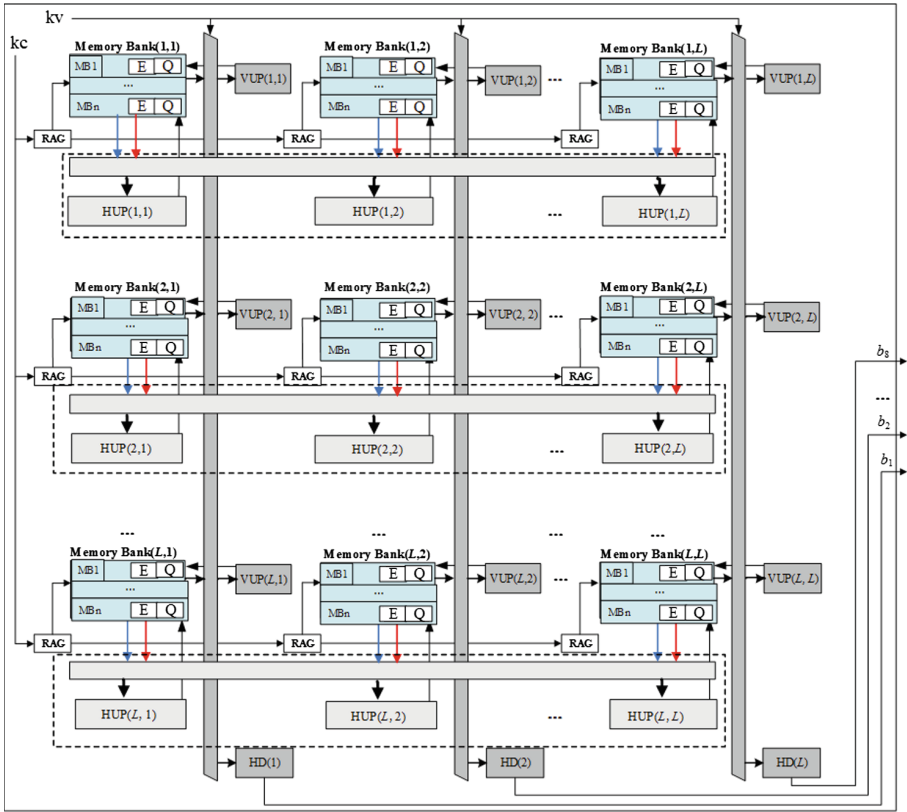 kv
kc
Memory Bank(1,1) Memory Bank(1,2) Memory Bank(1,L)
MB1 E Q VUP(1,1) MB1 E Q VUP(1,2) ... MB1 E Q VUP(1,L)
... ... ...
MBn E Q MBn E Q MBn E Q
RAG RAG RAG
HUP(1,1) HUP(1,2) ... HUP(1,L)
Memory Bank(2,1) Memory Bank(2,2) Memory Bank(2,L)
MB1 E Q VUP(2, 1) MB1 E Q VUP(2, 2) ... MB1 E Q VUP(2, L)
... ... ...
MBn E Q MBn E Q MBn E Q
b8
RAG RAG RAG
...
b2
HUP(2,1) HUP(2,2) ... HUP(2,L)
b1
... ... ...
Memory Bank(L,1) Memory Bank(L,2) Memory Bank(L,L)
MB1 E Q VUP(L,1) MB1 E Q VUP(L,2) ... MB1 E Q VUP(L, L)
... ... ...
MBn E Q MBn E Q MBn E Q
RAG RAG RAG
HUP(L, 1) HUP(L, 2) ... HUP(L, L)
HD(1) HD(2) HD(L)